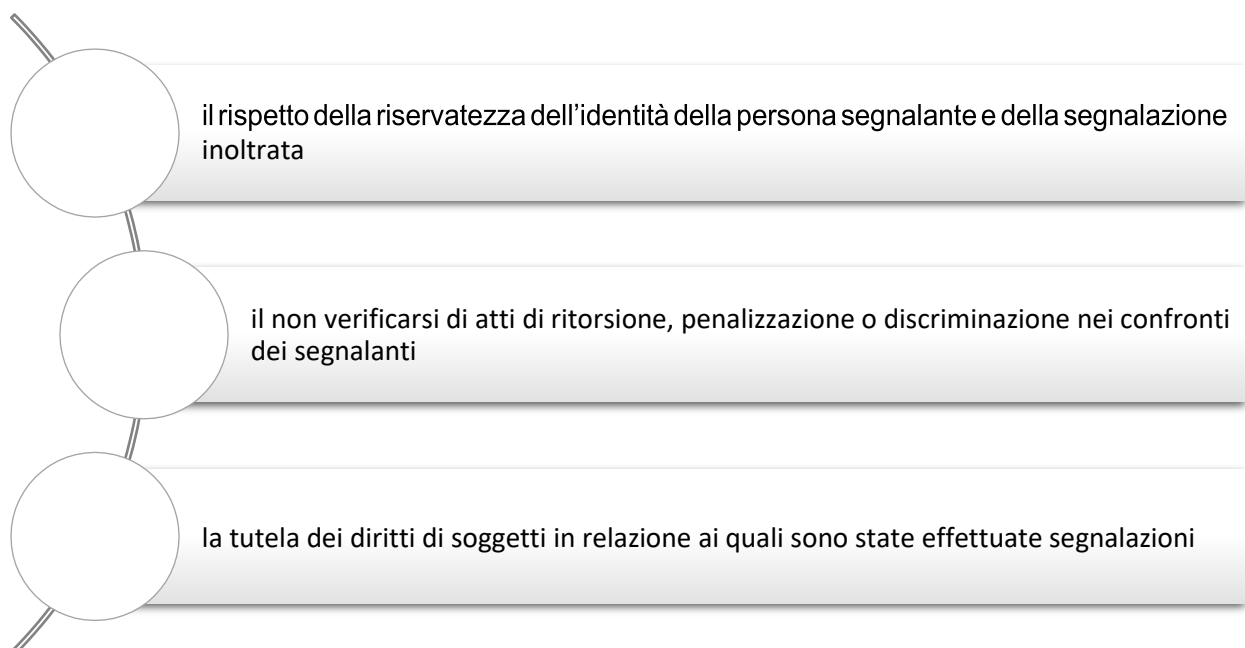 il rispetto della riservatezza dell’identità della persona segnalante e della segnalazione
inoltrata
il non verificarsi di atti di ritorsione, penalizzazione o discriminazione nei confronti
dei segnalanti
la tutela dei diritti di soggetti in relazione ai quali sono state effettuate segnalazioni